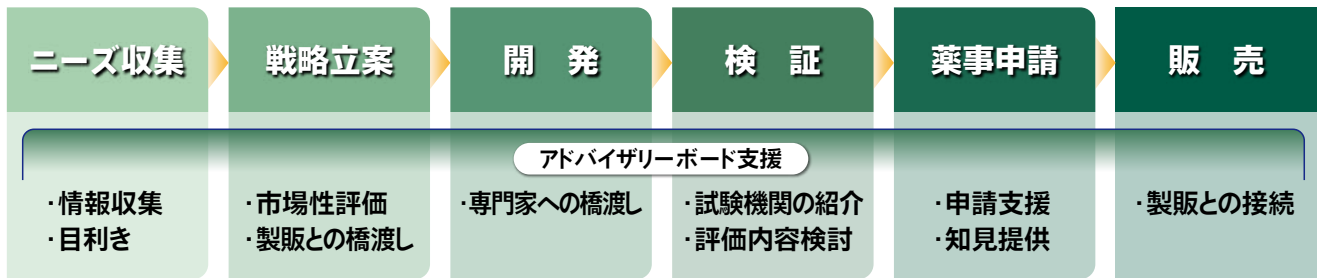 ニーズ収集
戦略立案
開　発
検　証
薬事申請
販　売
アドバイザリーボード支援
・情報収集
・目利き
・市場性評価
・製販との橋渡し
・専門家への橋渡し
・試験機関の紹介
・評価内容検討
・申請支援
・知見提供
・製販との接続